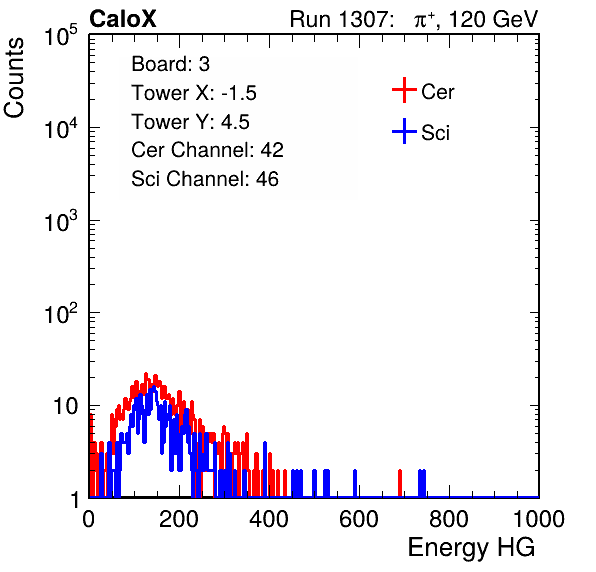 CaloX Run 1307: π⁺, 120 GeV
Board: 3
Tower X: -1.5
Tower Y: 4.5
Cer Channel: 42
Sci Channel: 46
Cer
Sci
Counts
10⁵
10⁴
10³
10²
10
1
0 200 400 600 800 1000
Energy HG